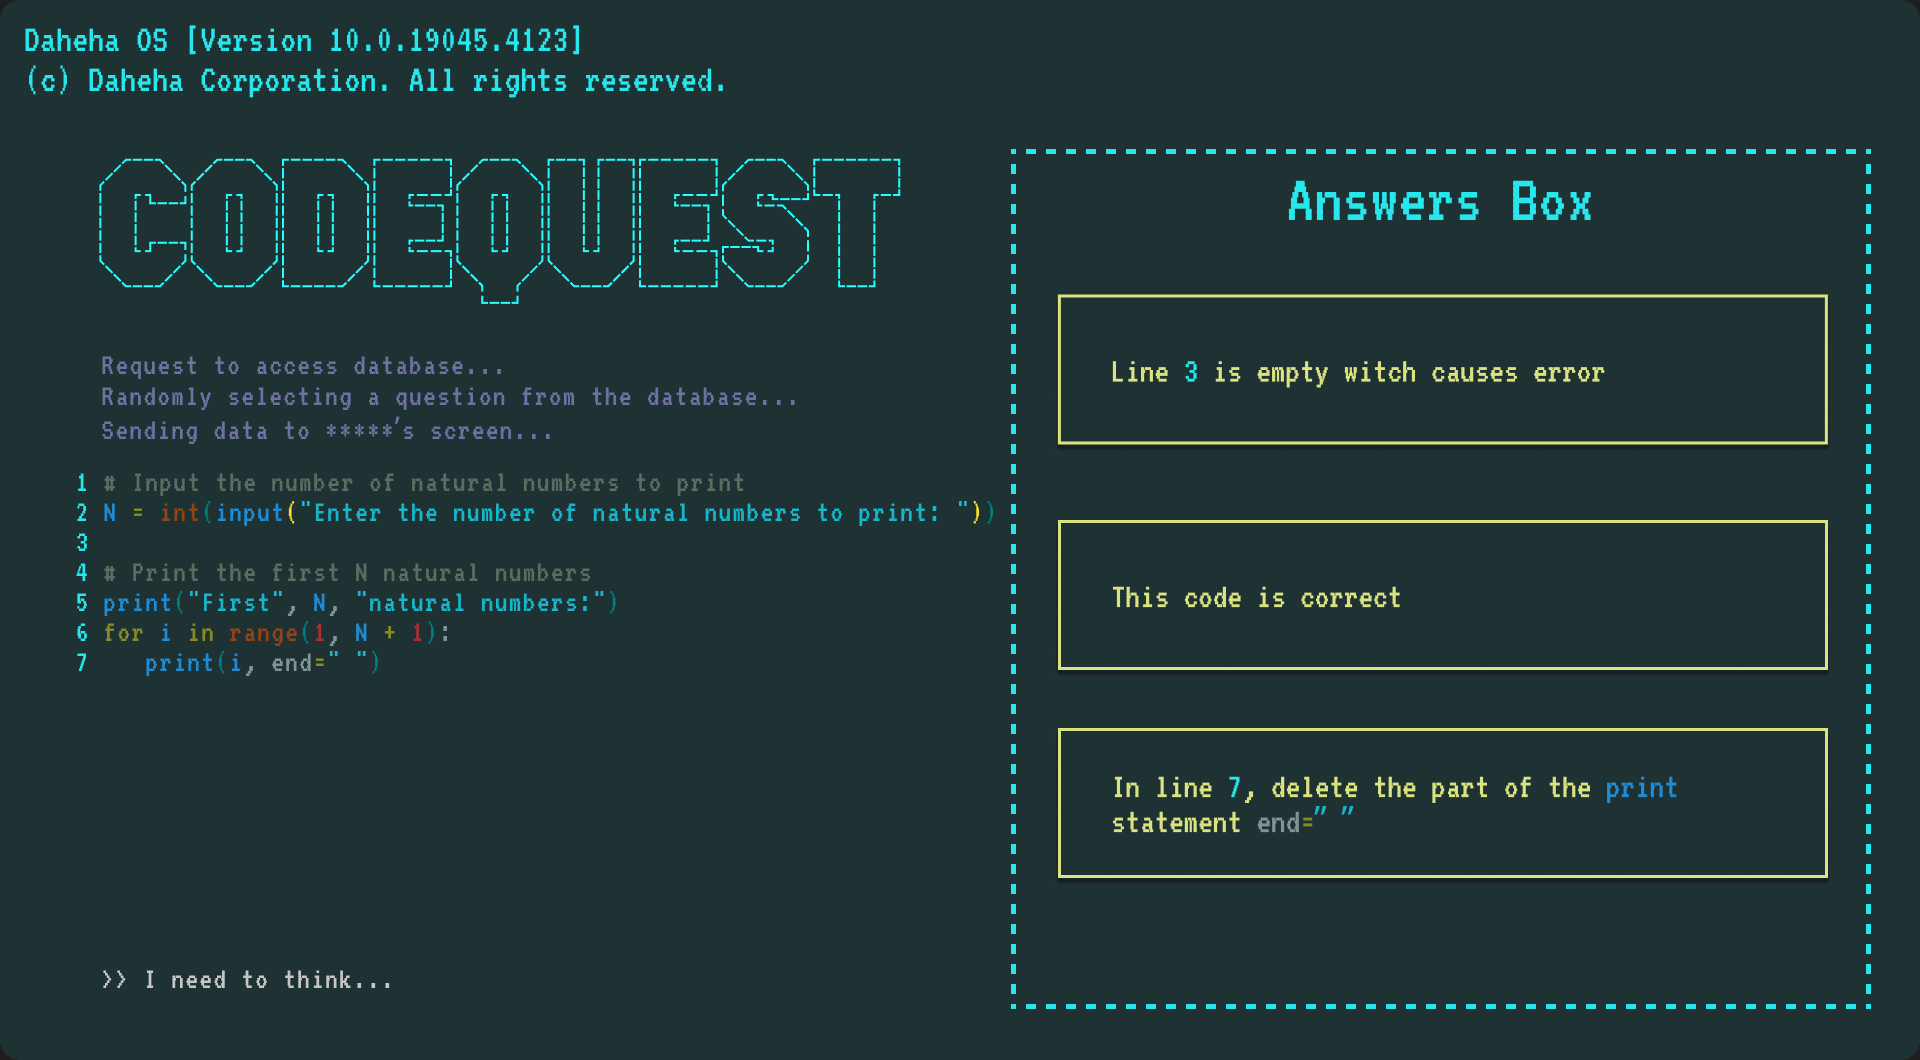 Daheha OS [Version 10.0.19045.4123]
(c) Daheha Corporation. All rights reserved.
CODEQUEST
Request to access database...
Randomly selecting a question from the database...
Sending data to *****’s screen...
1 # Input the number of natural numbers to print
2 N = int(input("Enter the number of natural numbers to print: "))
3
4 # Print the first N natural numbers
5 print("First", N, "natural numbers:")
6 for i in range(1, N + 1):
7    print(i, end=" ")
>> I need to think...
Answers Box
Line 3 is empty witch causes error
This code is correct
In line 7, delete the part of the print
statement end=” ”